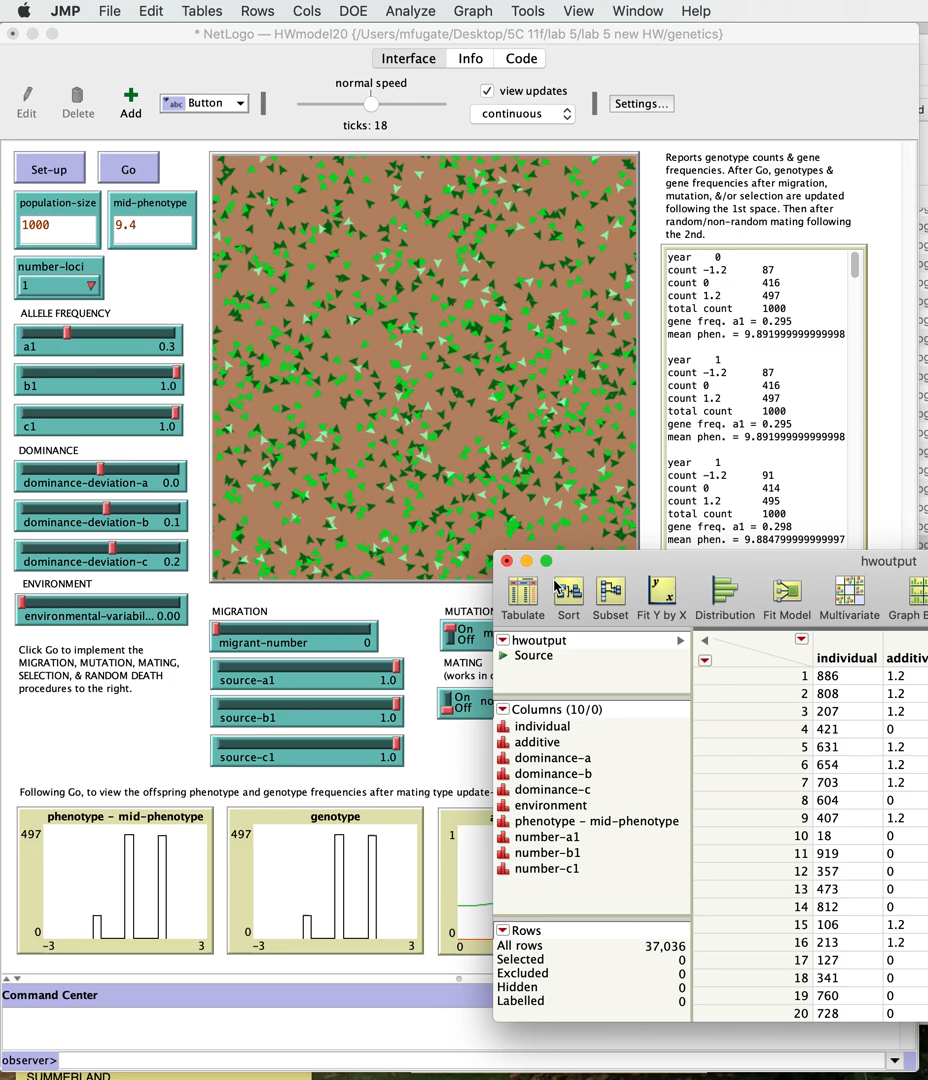 JMP File Edit Tables Rows Cols DOE Analyze Graph Tools View Window Help
* NetLogo — HWmodel20 {/Users/mfugate/Desktop/5C 11f/lab 5/lab 5 new HW/genetics}
Interface Info Code
normal speed
view updates
Edit Delete Add abc Button continuous Settings...
ticks: 18
Set-up Go
population-size mid-phenotype
1000 9.4
number-loci
1
ALLELE FREQUENCY
a1 0.3
b1 1.0
c1 1.0
DOMINANCE
dominance-deviation-a 0.0
dominance-deviation-b 0.1
dominance-deviation-c 0.2
ENVIRONMENT
environmental-variabil... 0.00
Click Go to implement the
MIGRATION, MUTATION, MATING,
SELECTION, & RANDOM DEATH
procedures to the right.
Reports genotype counts & gene
frequencies. After Go, genotypes &
gene frequencies after migration,
mutation, &/or selection are updated
following the 1st space. Then after
random/non-random mating following
the 2nd.
year 0
count -1.2 87
count 0 416
count 1.2 497
total count 1000
gene freq. a1 = 0.295
mean phen. = 9.891999999999998
year 1
count -1.2 87
count 0 416
count 1.2 497
total count 1000
gene freq. a1 = 0.295
mean phen. = 9.891999999999998
year 1
count -1.2 91
count 0 414
count 1.2 495
total count 1000
gene freq. a1 = 0.298
mean phen. = 9.884799999999997
MIGRATION
migrant-number 0
source-a1 1.0
source-b1 1.0
source-c1 1.0
MUTATION
On
Off
MATING
(works in
On
Off
Following Go, to view the offspring phenotype and genotype frequencies after mating type update-
phenotype - mid-phenotype
497
0
-3 3
genotype
497
0
-3 3
1
0
0
Command Center
observer>
SUMMERLAND
hwoutput
Tabulate Sort Subset Fit Y by X Distribution Fit Model Multivariate Graph B
hwoutput
Source
Columns (10/0)
individual
additive
dominance-a
dominance-b
dominance-c
environment
phenotype - mid-phenotype
number-a1
number-b1
number-c1
Rows
All rows 37,036
Selected 0
Excluded 0
Hidden 0
Labelled 0
individual additiv
1 886 1.2
2 808 1.2
3 207 1.2
4 421 0
5 631 1.2
6 654 1.2
7 703 1.2
8 604 0
9 407 1.2
10 18 0
11 919 0
12 357 0
13 473 0
14 812 0
15 106 1.2
16 213 1.2
17 127 0
18 341 0
19 760 0
20 728 0